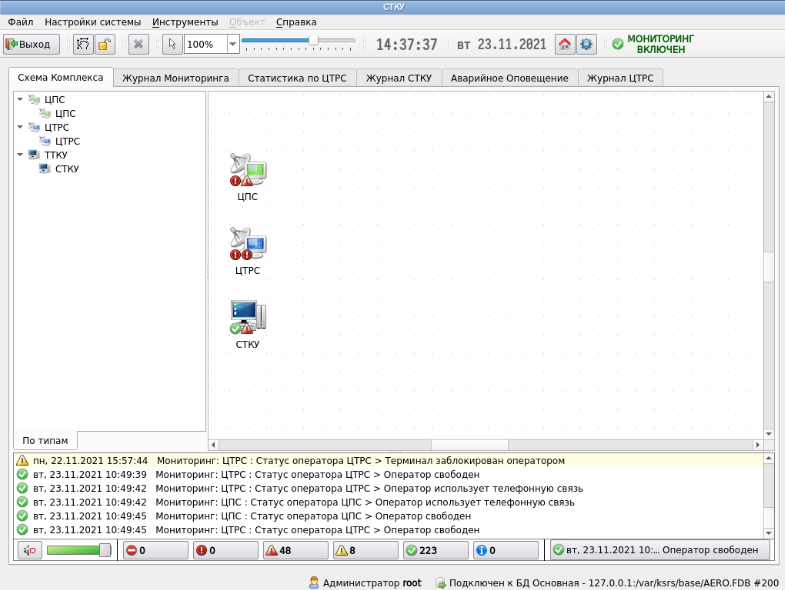 СТКУ
Файл Настройки системы Инструменты Объект Справка
Выход 100% 14:37:37 вт 23.11.2021 МОНИТОРИНГ
ВКЛЮЧЕН
Схема Комплекса Журнал Мониторинга Статистика по ЦТРС Журнал СТКУ Аварийное Оповещение Журнал ЦТРС
ЦПС
ЦПС
ЦТРС
ЦТРС
ТТКУ
СТКУ
По типам
ЦПС
ЦТРС
СТКУ
пн, 22.11.2021 15:57:44 Мониторинг: ЦТРС : Статус оператора ЦТРС > Терминал заблокирован оператором
вт, 23.11.2021 10:49:39 Мониторинг: ЦТРС : Статус оператора ЦТРС > Оператор свободен
вт, 23.11.2021 10:49:42 Мониторинг: ЦТРС : Статус оператора ЦТРС > Оператор использует телефонную связь
вт, 23.11.2021 10:49:42 Мониторинг: ЦПС : Статус оператора ЦПС > Оператор использует телефонную связь
вт, 23.11.2021 10:49:45 Мониторинг: ЦПС : Статус оператора ЦПС > Оператор свободен
вт, 23.11.2021 10:49:45 Мониторинг: ЦТРС : Статус оператора ЦТРС > Оператор свободен
0 0 48 8 223 0 вт, 23.11.2021 10:... Оператор свободен
Администратор root Подключен к БД Основная - 127.0.0.1:/var/ksrs/base/AERO.FDB #200